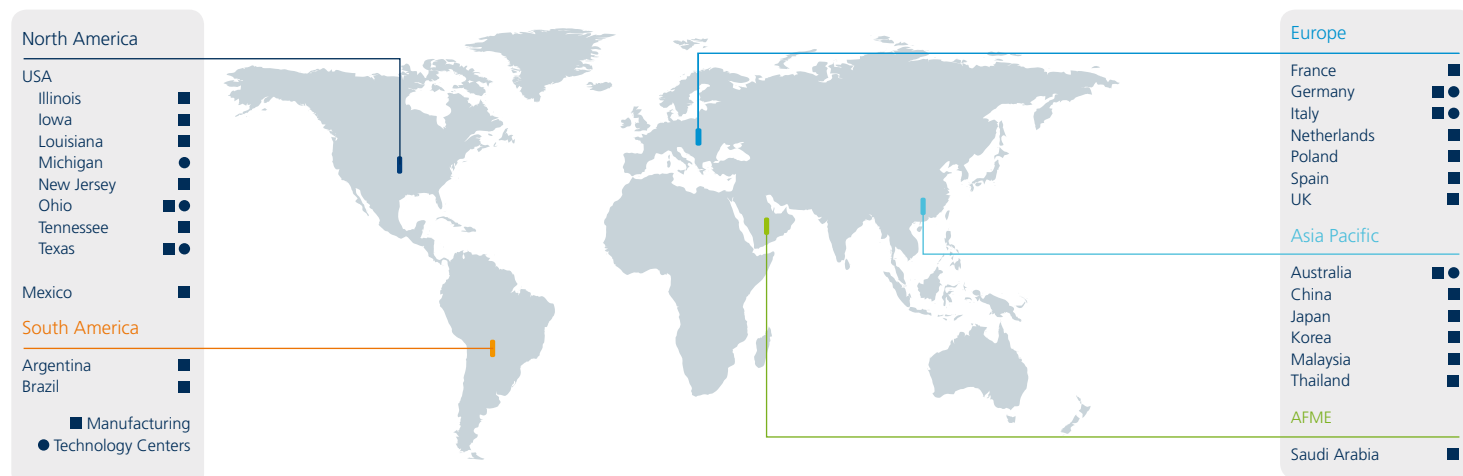 North America
USA
Illinois
Iowa
Louisiana
Michigan
New Jersey
Ohio
Tennessee
Texas
Mexico
South America
Argentina
Brazil
Manufacturing
Technology Centers
Europe
France
Germany
Italy
Netherlands
Poland
Spain
UK
Asia Pacific
Australia
China
Japan
Korea
Malaysia
Thailand
AFME
Saudi Arabia